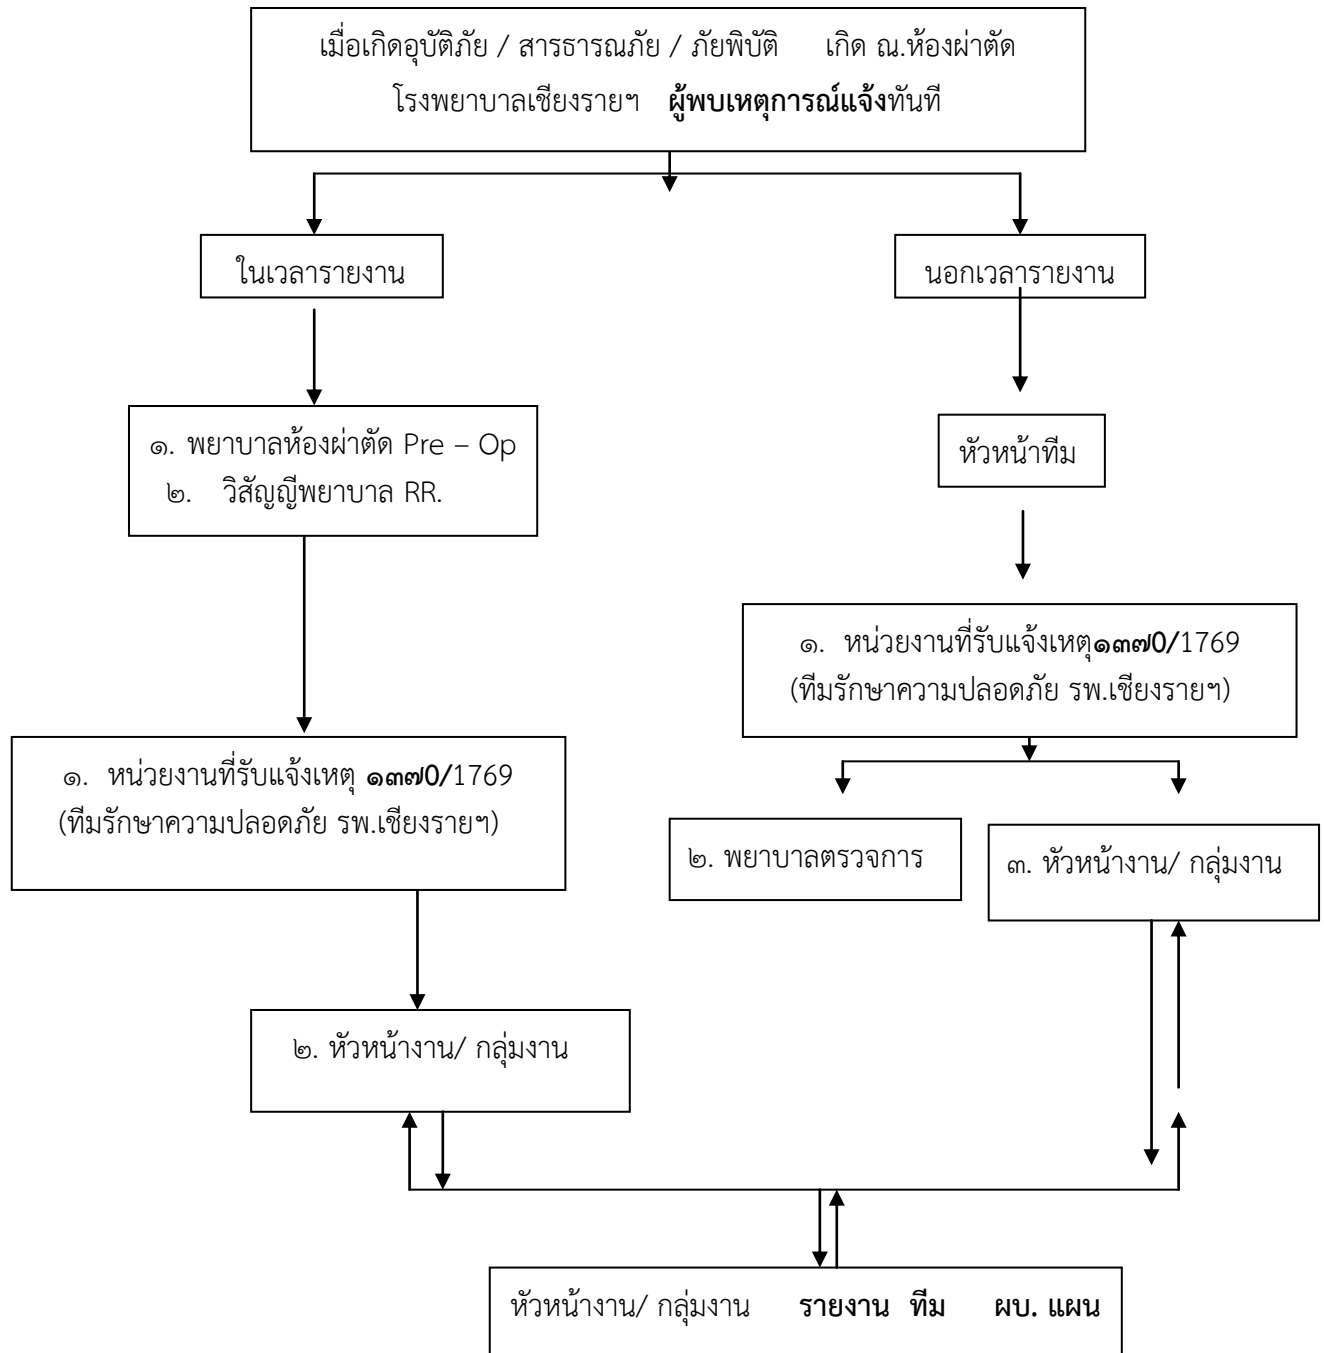 เมื่อเกิดอุบัติภัย / สารธารณภัย / ภัยพิบัติ เกิด ณ.ห้องผ่าตัด
โรงพยาบาลเชียงรายฯ ผู้พบเหตุการณ์แจ้งทันที
ในเวลารายงาน
นอกเวลารายงาน
๑. พยาบาลห้องผ่าตัด Pre – Op
๒. วิสัญญีพยาบาล RR.
หัวหน้าทีม
๑. หน่วยงานที่รับแจ้งเหตุ๑๓๗0/1769
(ทีมรักษาความปลอดภัย รพ.เชียงรายฯ)
๑. หน่วยงานที่รับแจ้งเหตุ ๑๓๗0/1769
(ทีมรักษาความปลอดภัย รพ.เชียงรายฯ)
๒. พยาบาลตรวจการ
๓. หัวหน้างาน/ กลุ่มงาน
๒. หัวหน้างาน/ กลุ่มงาน
หัวหน้างาน/ กลุ่มงาน รายงาน ทีม ผบ. แผน